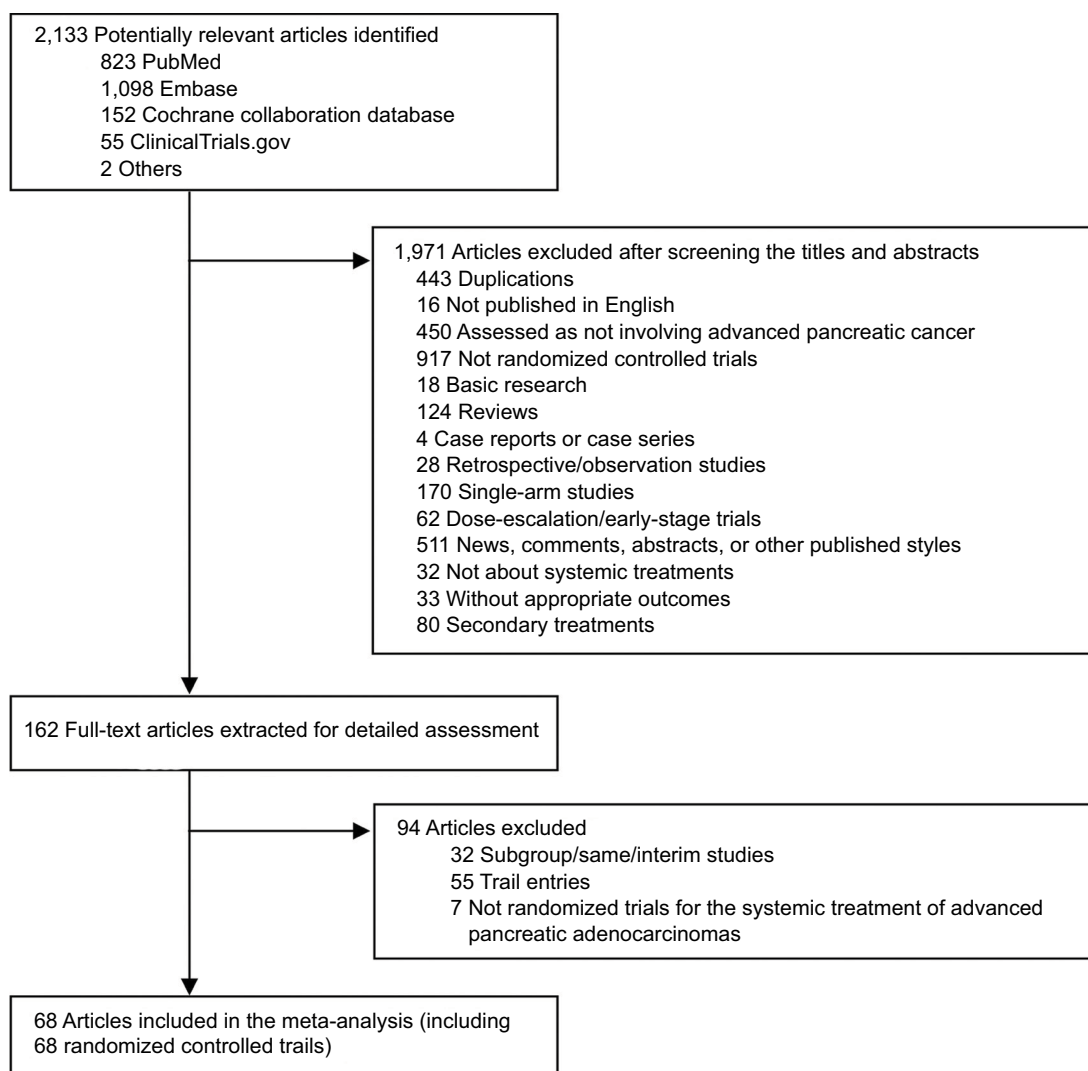 2,133 Potentially relevant articles identified
823 PubMed
1,098 Embase
152 Cochrane collaboration database
55 ClinicalTrials.gov
2 Others
1,971 Articles excluded after screening the titles and abstracts
443 Duplications
16 Not published in English
450 Assessed as not involving advanced pancreatic cancer
917 Not randomized controlled trials
18 Basic research
124 Reviews
4 Case reports or case series
28 Retrospective/observation studies
170 Single-arm studies
62 Dose-escalation/early-stage trials
511 News, comments, abstracts, or other published styles
32 Not about systemic treatments
33 Without appropriate outcomes
80 Secondary treatments
162 Full-text articles extracted for detailed assessment
94 Articles excluded
32 Subgroup/same/interim studies
55 Trail entries
7 Not randomized trials for the systemic treatment of advanced
pancreatic adenocarcinomas
68 Articles included in the meta-analysis (including
68 randomized controlled trails)